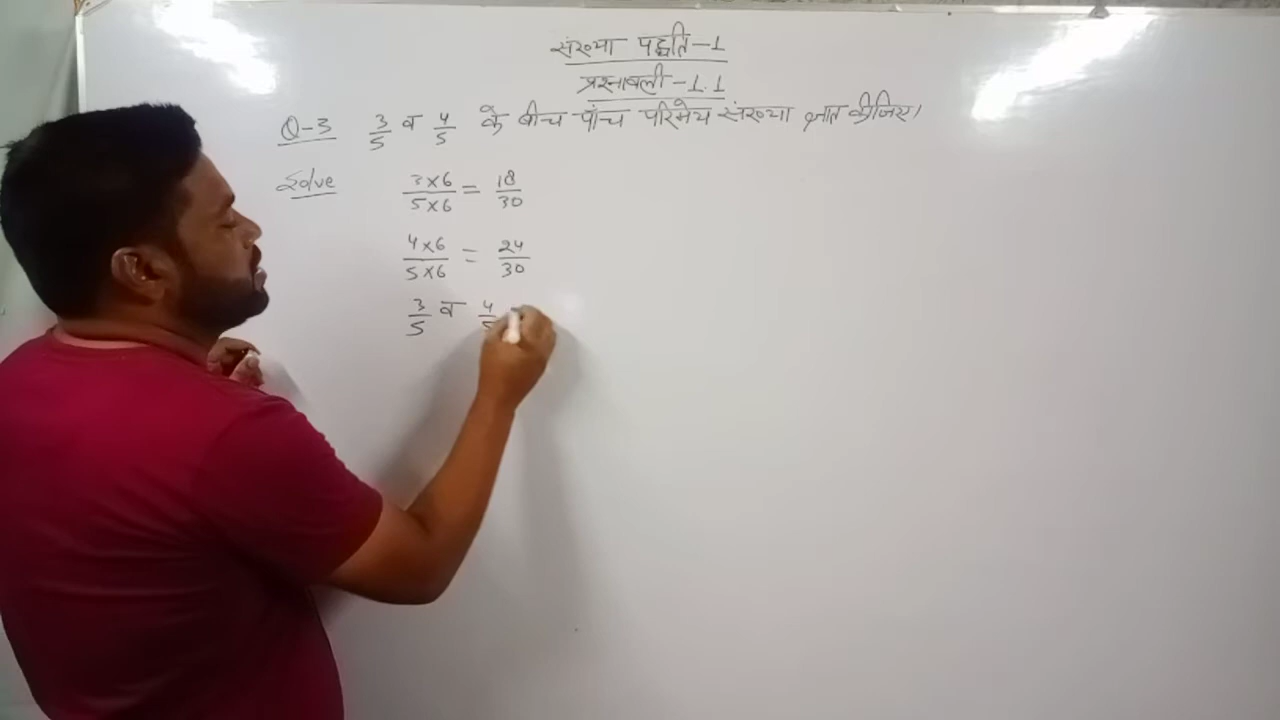 संख्या पद्धति-1
प्रश्नावली-1.1
Q-3 3/5 व 4/5 के बीच पांच परिमेय संख्या ज्ञात कीजिए।
Solve 3×6/5×6 = 18/30
4×6/5×6 = 24/30
3/5 व 4/5